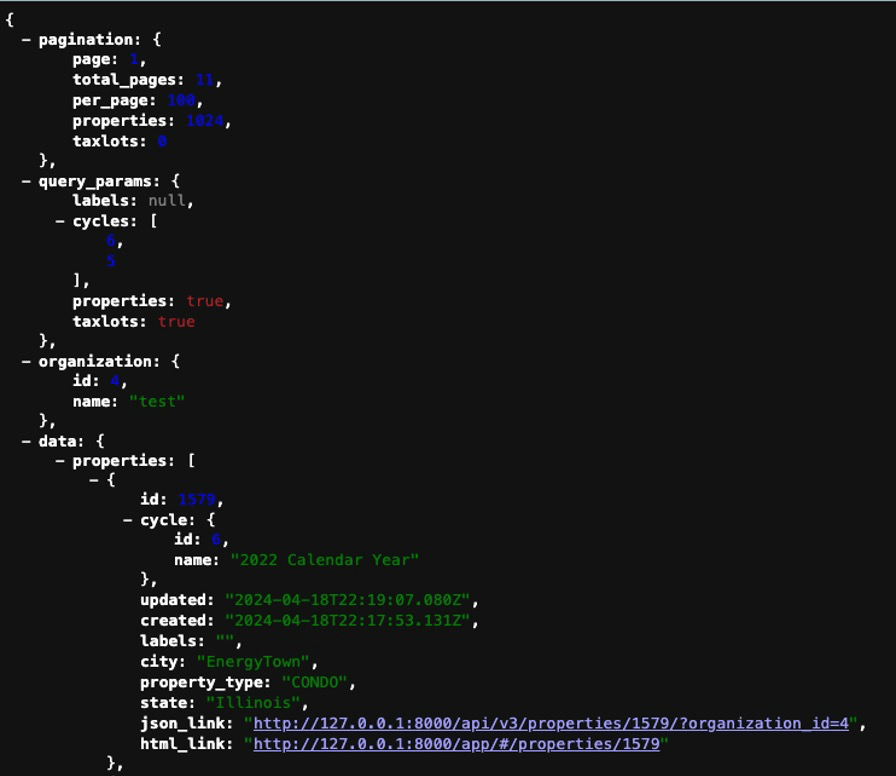 {
– pagination: {
page: 1,
total_pages: 11,
per_page: 100,
properties: 1024,
taxlots: 0
},
– query_params: {
labels: null,
– cycles: [
6,
5
],
properties: true,
taxlots: true
},
– organization: {
id: 4,
name: "test"
},
– data: {
– properties: [
– {
id: 1579,
– cycle: {
id: 6,
name: "2022 Calendar Year"
},
updated: "2024-04-18T22:19:07.080Z",
created: "2024-04-18T22:17:53.131Z",
labels: "",
city: "EnergyTown",
property_type: "CONDO",
state: "Illinois",
json_link: "http://127.0.0.1:8000/api/v3/properties/1579/?organization_id=4",
html_link: "http://127.0.0.1:8000/app/#/properties/1579"
},